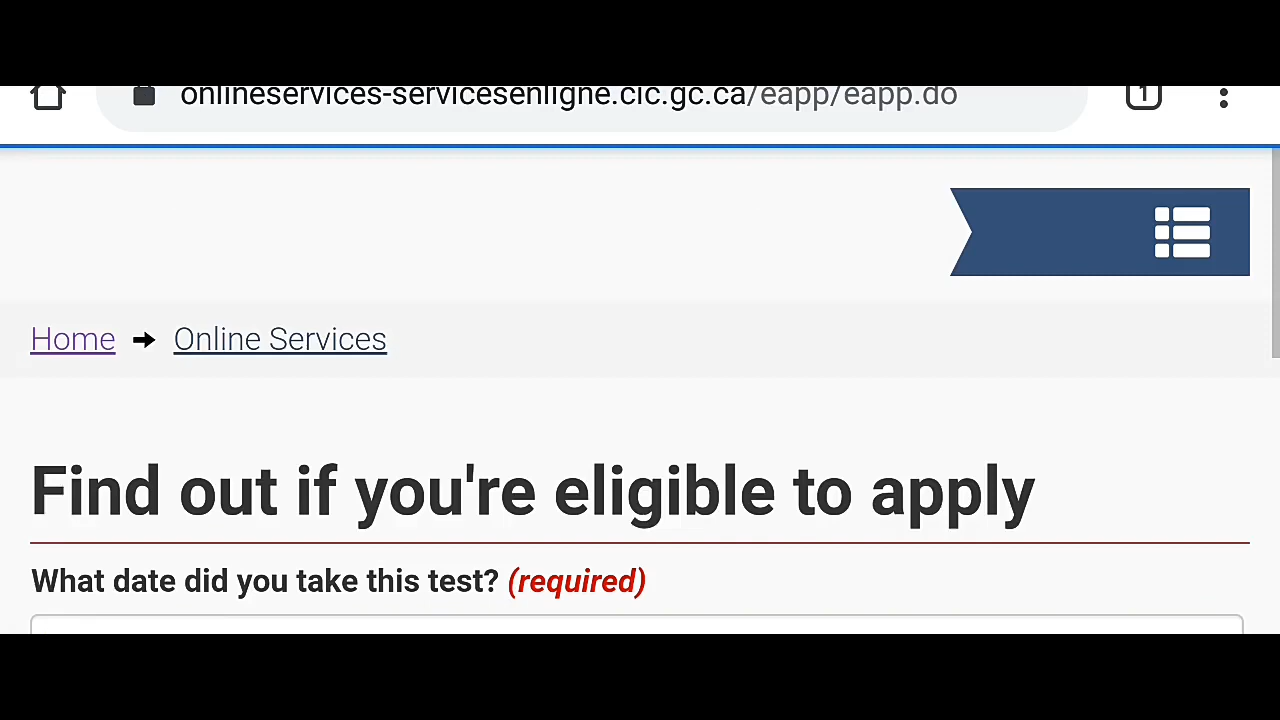 onlineservices-servicesenligne.cic.gc.ca/eapp/eapp.do
1
Home → Online Services
Find out if you're eligible to apply
What date did you take this test? (required)